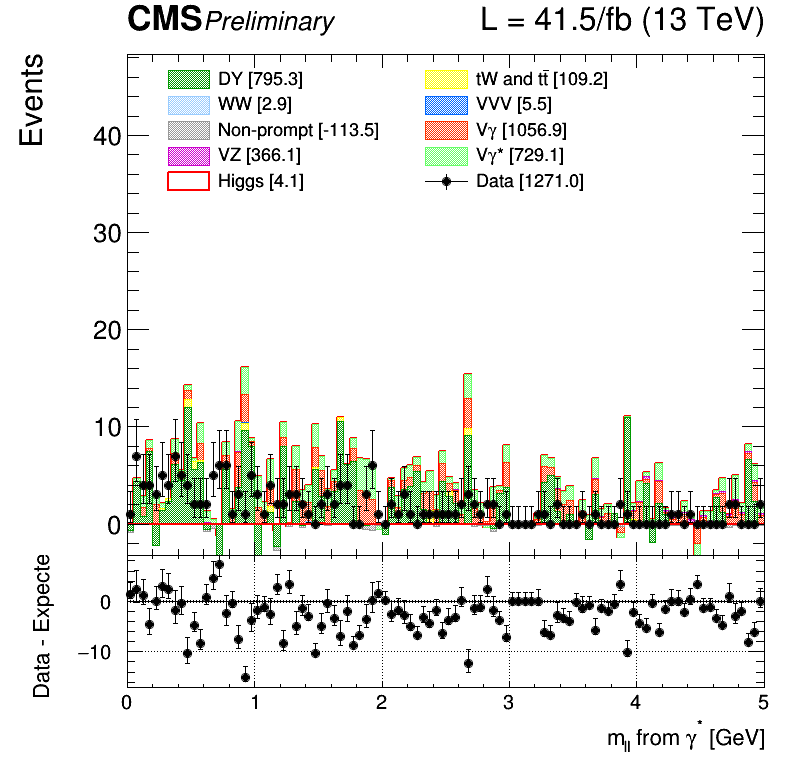 CMS Preliminary L = 41.5/fb (13 TeV)
Events
DY [795.3] tW and tt̄ [109.2]
WW [2.9] VVV [5.5]
Non-prompt [-113.5] Vγ [1056.9]
VZ [366.1] Vγ* [729.1]
Higgs [4.1] Data [1271.0]
40
30
20
10
0
Data - Expecte
0
−10
0 1 2 3 4 5
m_ll from γ* [GeV]